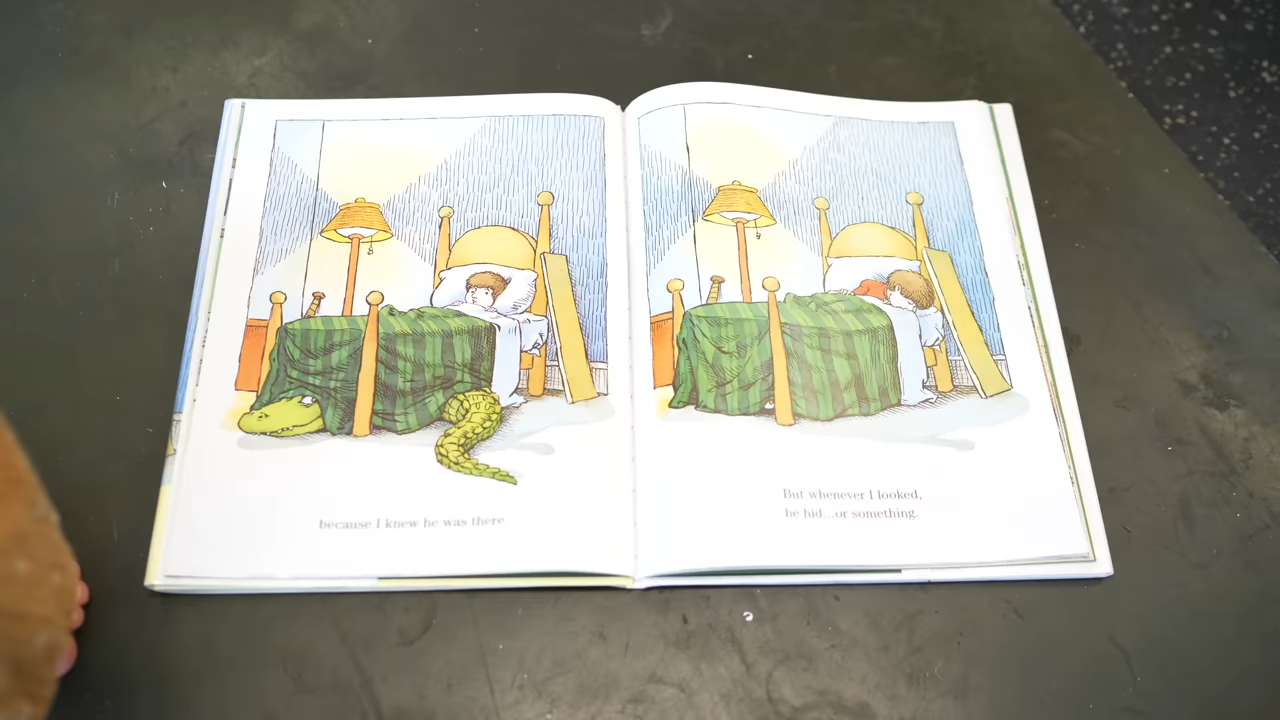 because I knew he was there
But whenever I looked,
he hid...or something.